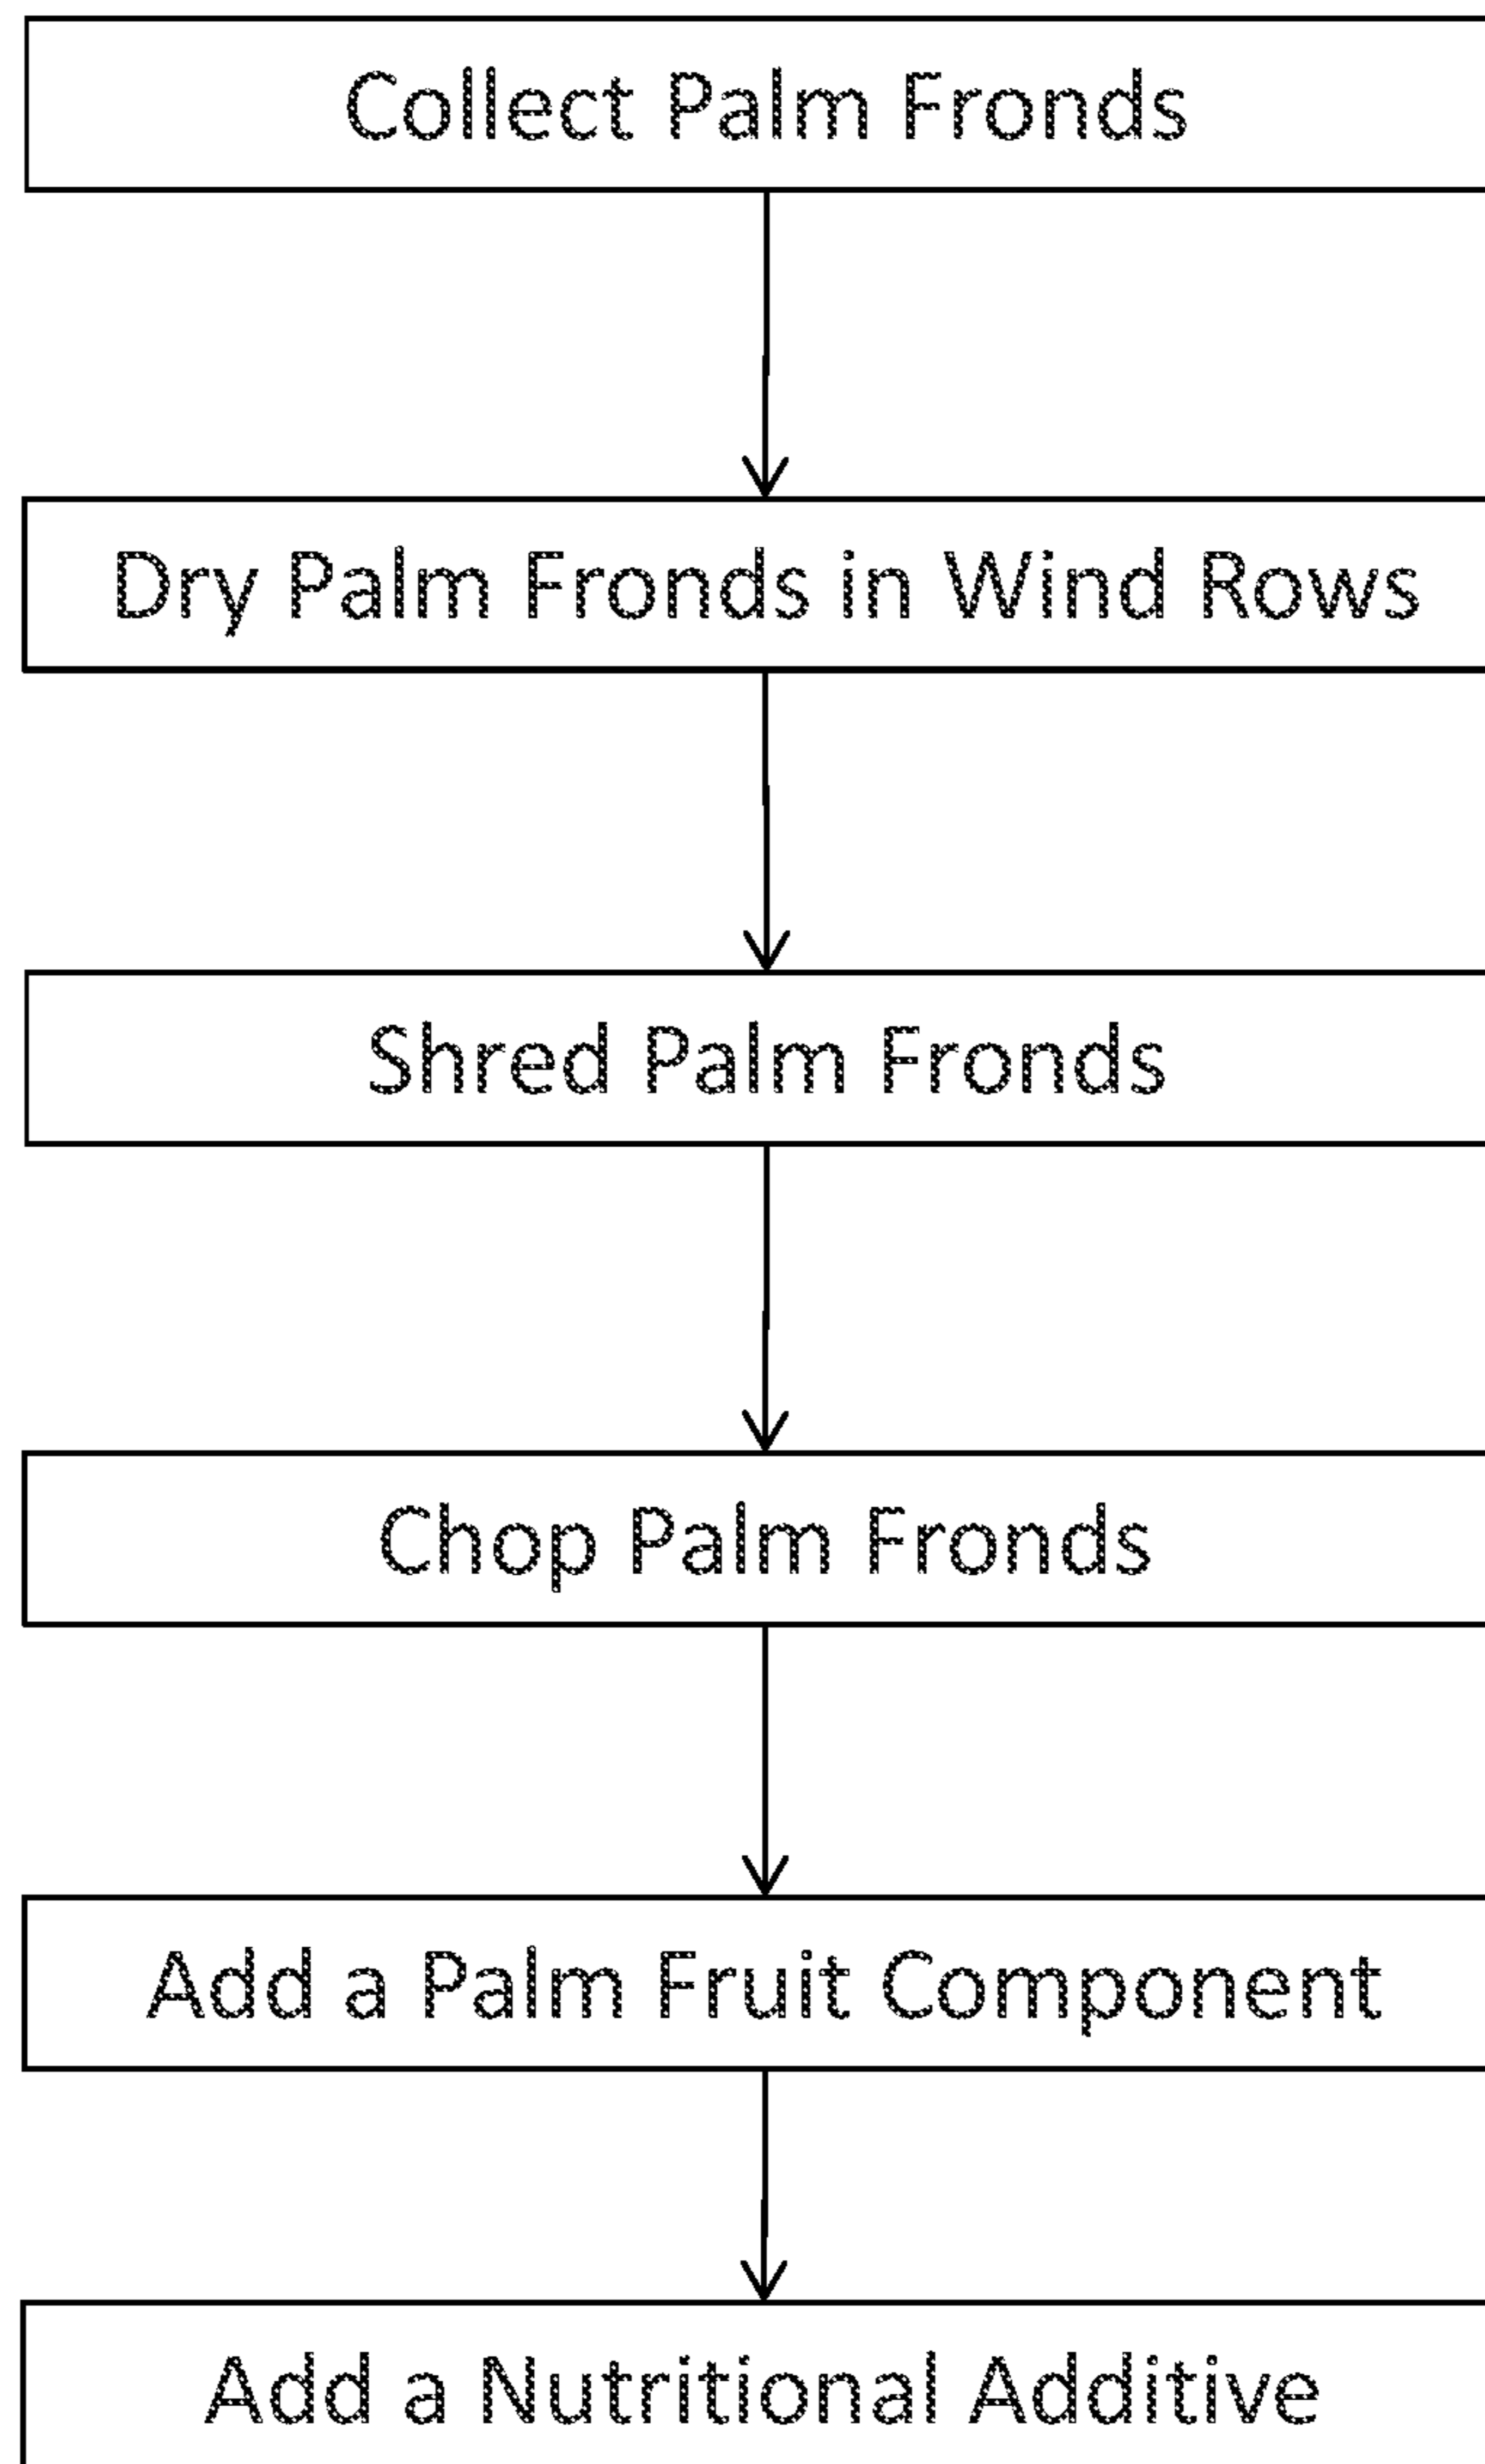 Collect Palm Fronds
Dry Palm Fronds in Wind Rows
Shred Palm Fronds
Chop Palm Fronds
Add a Palm Fruit Component
Add a Nutritional Additive